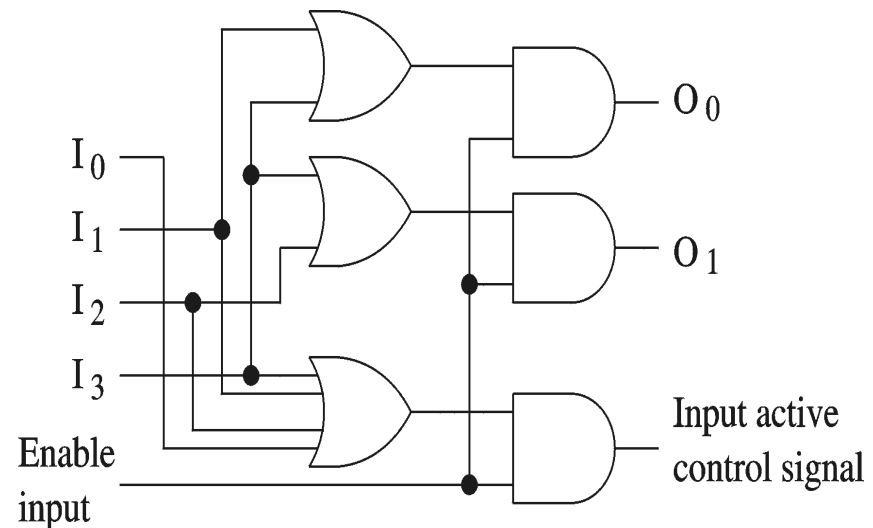 I0
I1
I2
I3
Enable
input
O0
O1
Input active
control signal